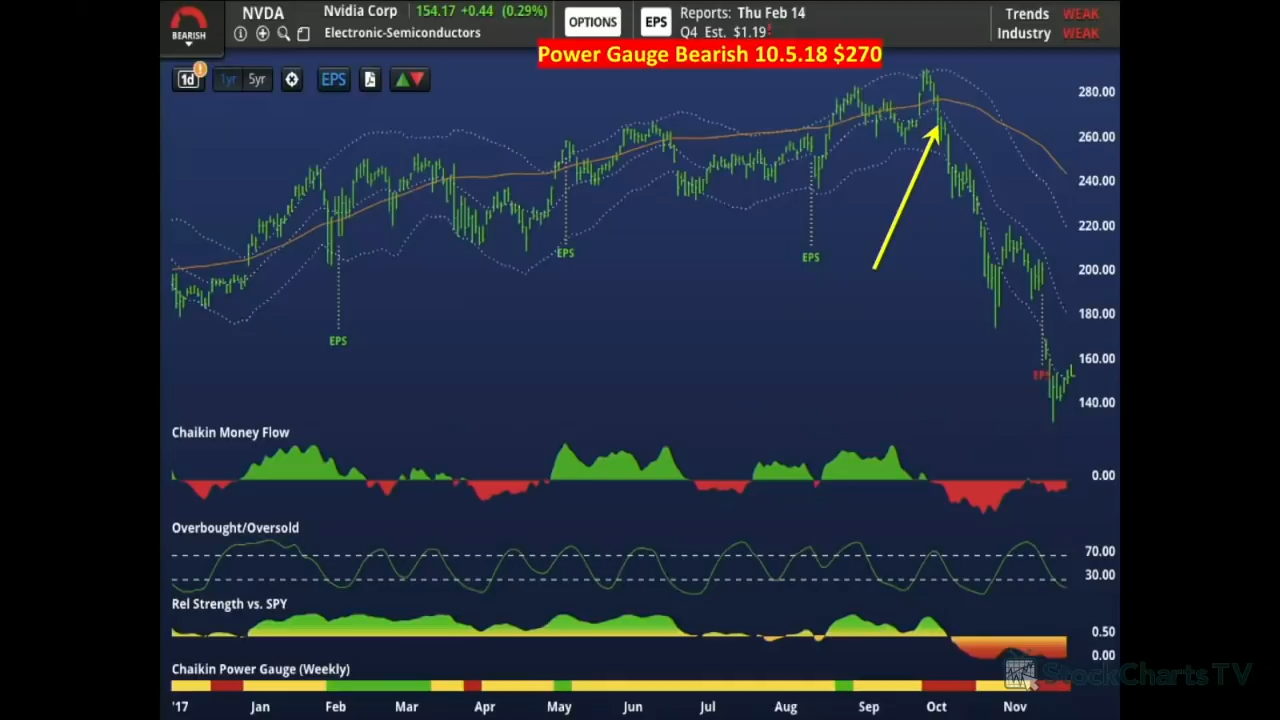 BEARISH
NVDA
Nvidia Corp 154.17 +0.44 (0.29%)
Electronic-Semiconductors
OPTIONS
EPS
Reports: Thu Feb 14
Q4 Est. $1.19
Trends WEAK
Industry WEAK
Power Gauge Bearish 10.5.18 $270
1d
!
1yr
5yr
EPS
280.00
260.00
240.00
220.00
200.00
180.00
160.00
140.00
EPS
EPS
EPS
EPS
Chaikin Money Flow
0.00
Overbought/Oversold
70.00
30.00
Rel Strength vs. SPY
0.50
0.00
Chaikin Power Gauge (Weekly)
StockCharts TV
'17 Jan Feb Mar Apr May Jun Jul Aug Sep Oct Nov